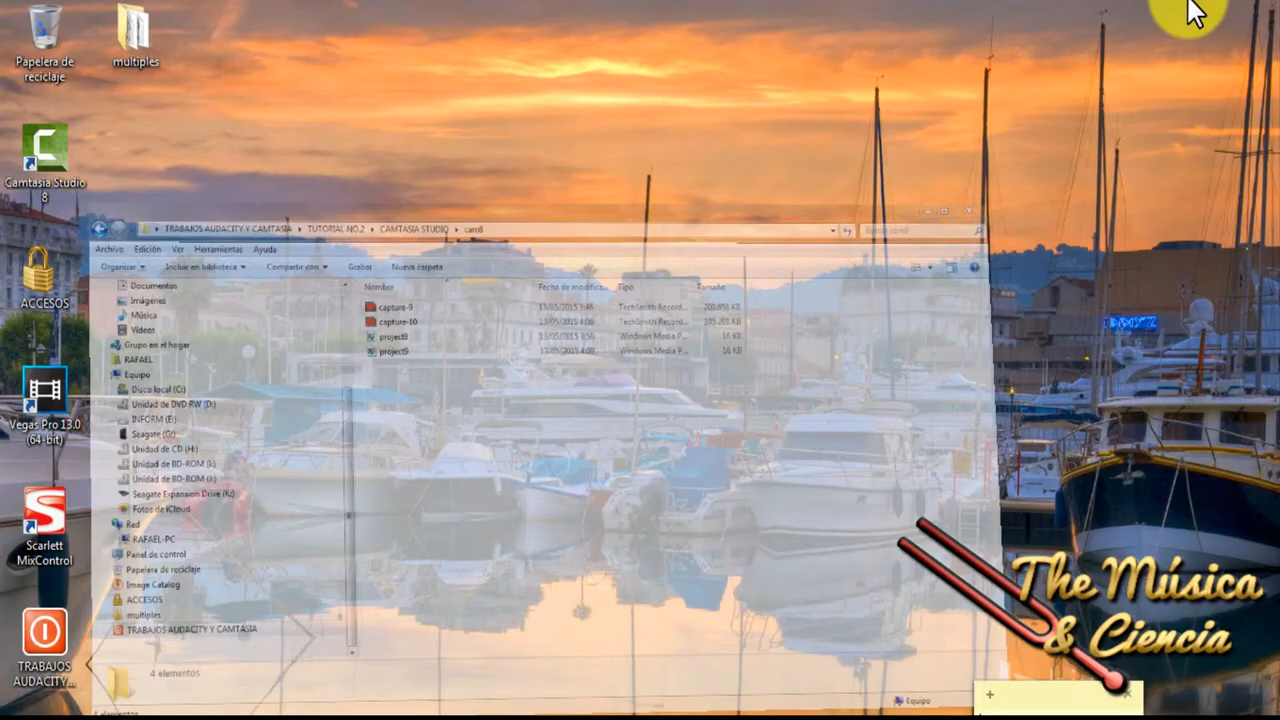 Papelera de
reciclaje
multiples
Camtasia Studio
8
ACCESOS
Vegas Pro 13.0
(64-bit)
Scarlett
MixControl
TRABAJOS
AUDACITY...
TRABAJOS AUDACITY Y CAMTASIA
TUTORIAL NO.2
CAMTASIA STUDIO
cam8
Buscar cam8
Archivo Edición Ver Herramientas Ayuda
Organizar Incluir en biblioteca Compartir con Grabar Nueva carpeta
Nombre Fecha de modifica... Tipo Tamaño
capture-9 13/05/2015 3:46 TechSmith Record... 200.658 KB
capture-10 13/05/2015 4:06 TechSmith Record... 105.201 KB
project8 13/05/2015 3:50 Windows Media P... 16 KB
project9 13/05/2015 4:09 Windows Media P... 16 KB
Documentos
Imágenes
Música
Vídeos
Grupo en el hogar
RAFAEL
Equipo
Disco local (C:)
Unidad de DVD RW (D:)
INFORM (E:)
Seagate (G:)
Unidad de CD (H:)
Unidad de BD-ROM (I:)
Unidad de BD-ROM (J:)
Seagate Expansion Drive (K:)
Fotos de iCloud
Red
RAFAEL-PC
Panel de control
Papelera de reciclaje
Image Catalog
ACCESOS
multiples
TRABAJOS AUDACITY Y CAMTASIA
4 elementos
4 elementos
Equipo
The Música
& Ciencia